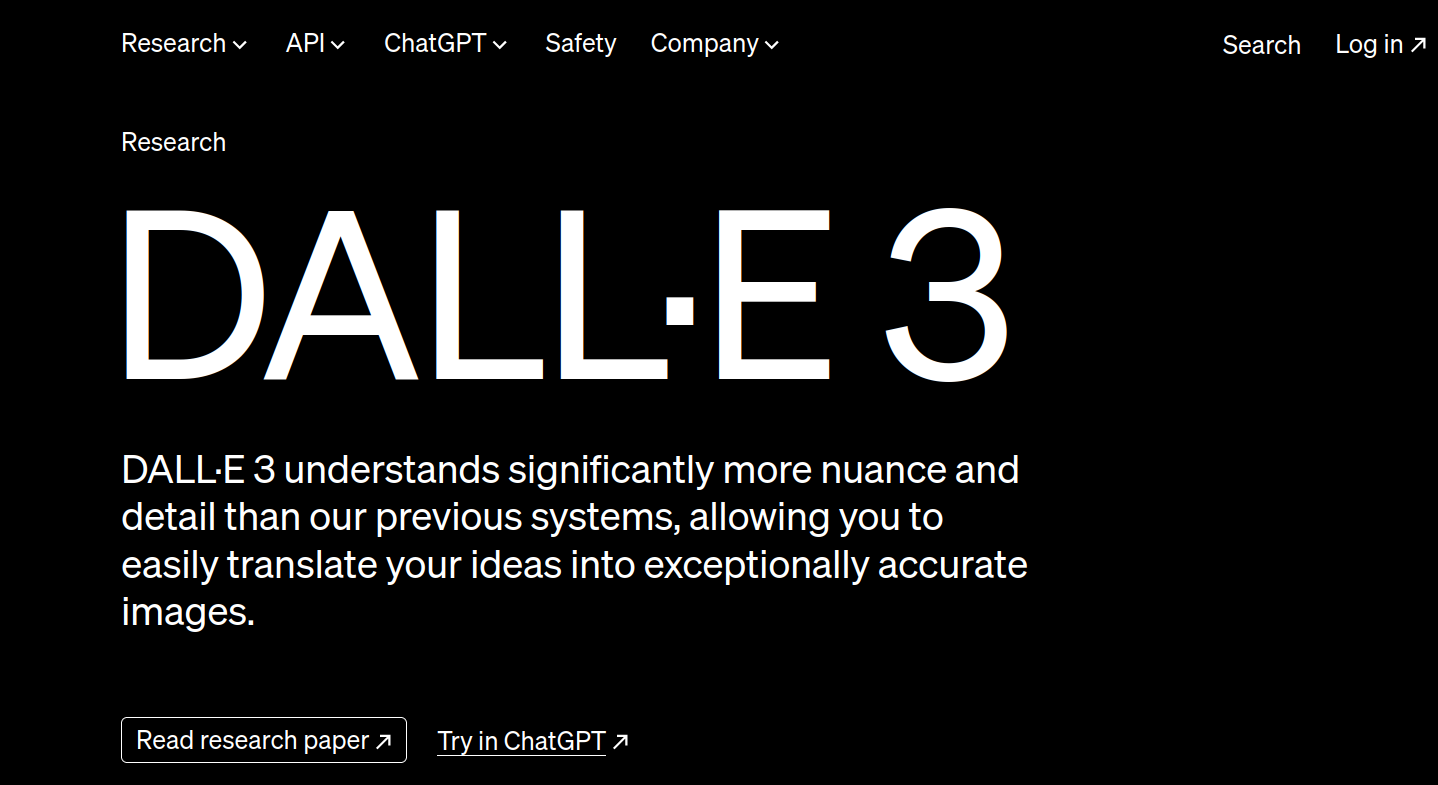 Research API ChatGPT Safety Company Search Log in
Research
DALL·E 3
DALL·E 3 understands significantly more nuance and
detail than our previous systems, allowing you to
easily translate your ideas into exceptionally accurate
images.
Read research paper Try in ChatGPT